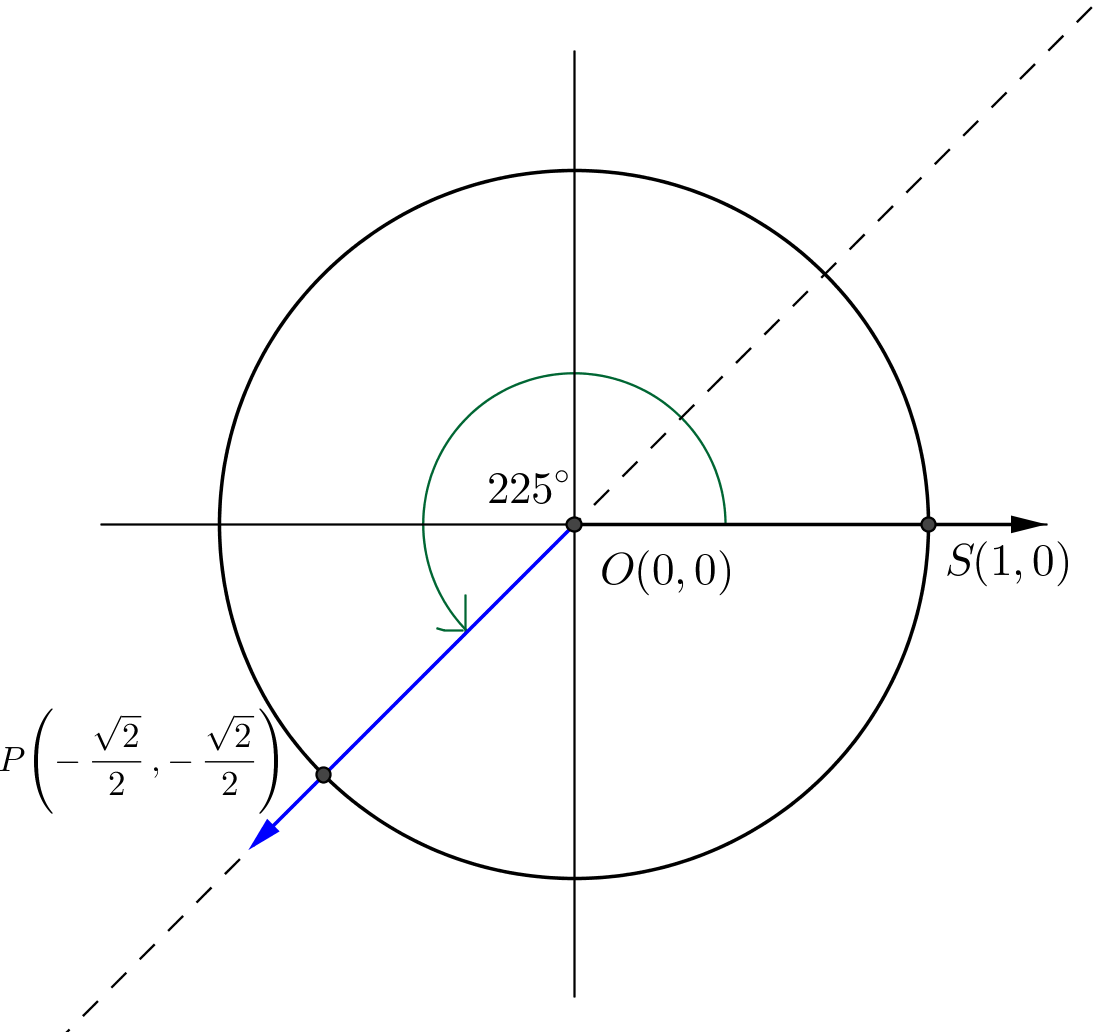 225°
O(0, 0)
S(1, 0)
P(−√2/2, −√2/2)